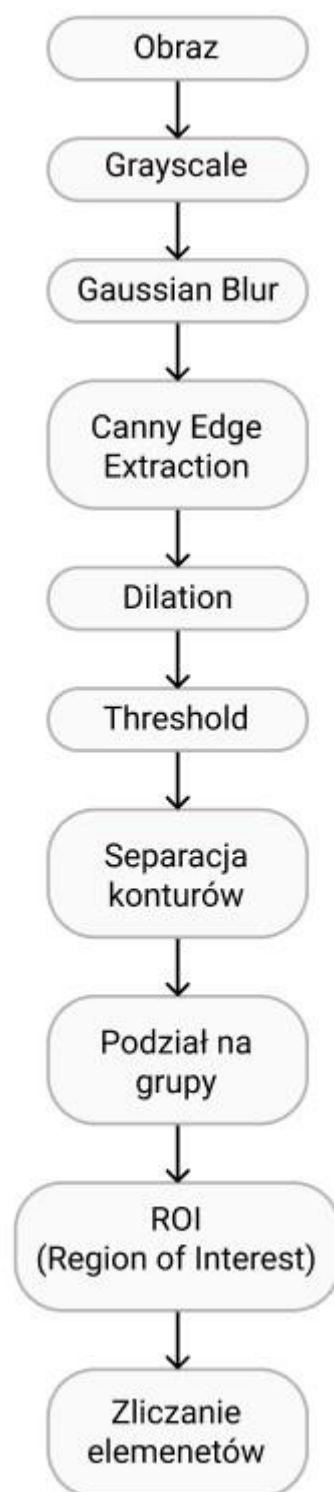 Obraz
Grayscale
Gaussian Blur
Canny Edge
Extraction
Dilation
Threshold
Separacja
konturów
Podział na
grupy
ROI
(Region of Interest)
Zliczanie
elemenetów